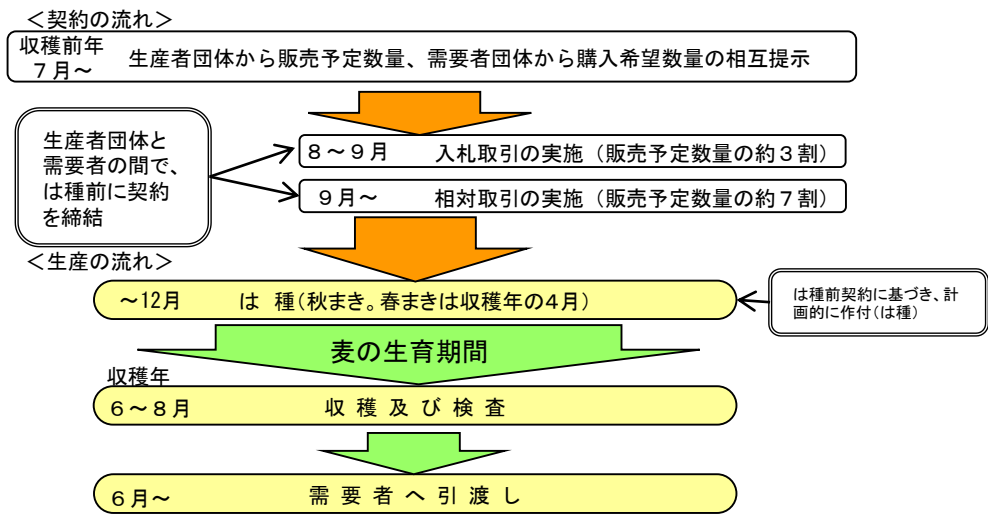 ＜契約の流れ＞
収穫前年
７月～ 生産者団体から販売予定数量、需要者団体から購入希望数量の相互提示
生産者団体と
需要者の間で、
は種前に契約
を締結
８～９月 入札取引の実施（販売予定数量の約３割）
９月～ 相対取引の実施（販売予定数量の約７割）
＜生産の流れ＞
～12月 は 種（秋まき。春まきは収穫年の４月）
は種前契約に基づき、計
画的に作付（は種）
麦の生育期間
収穫年
６～８月 収 穫 及 び 検 査
６月～ 需 要 者 へ 引 渡 し